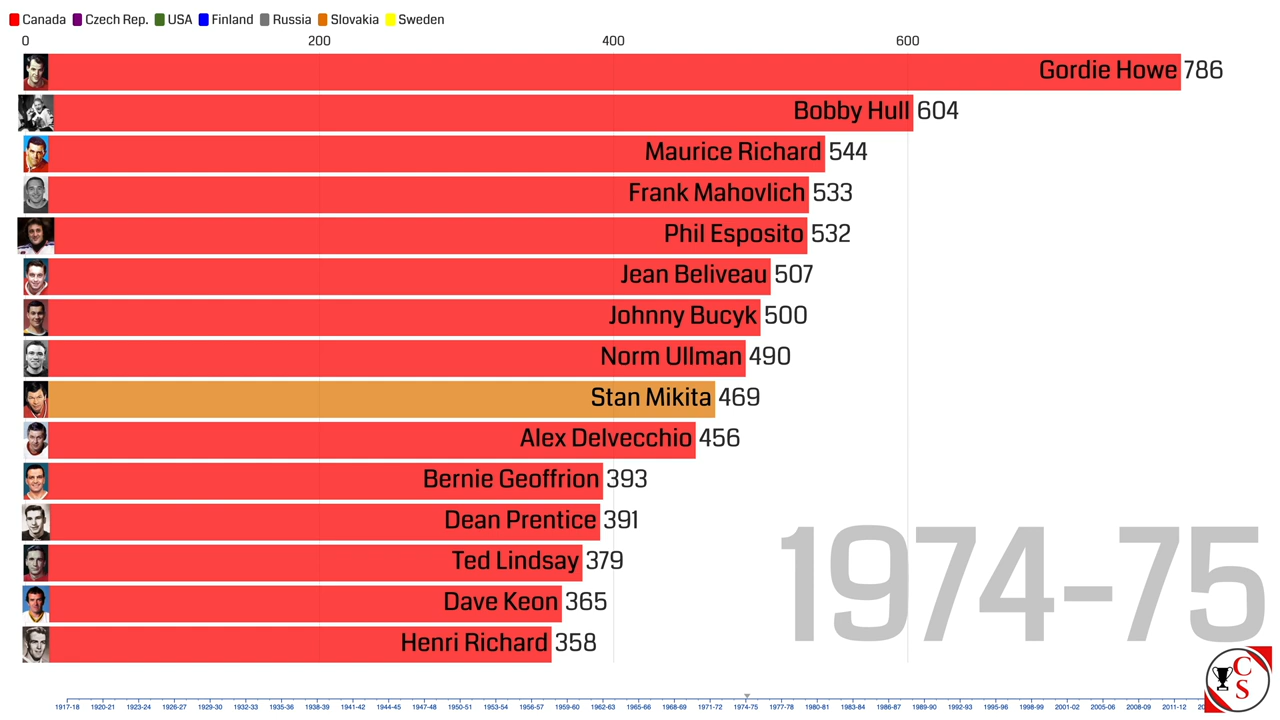 Canada Czech Rep. USA Finland Russia Slovakia Sweden
0 200 400 600
Gordie Howe 786
Bobby Hull 604
Maurice Richard 544
Frank Mahovlich 533
Phil Esposito 532
Jean Beliveau 507
Johnny Bucyk 500
Norm Ullman 490
Stan Mikita 469
Alex Delvecchio 456
Bernie Geoffrion 393
Dean Prentice 391
Ted Lindsay 379
Dave Keon 365
Henri Richard 358
1974-75
CS
1917-18 1920-21 1923-24 1926-27 1929-30 1932-33 1935-36 1938-39 1941-42 1944-45 1947-48 1950-51 1953-54 1956-57 1959-60 1962-63 1965-66 1968-69 1971-72 1974-75 1977-78 1980-81 1983-84 1986-87 1989-90 1992-93 1995-96 1998-99 2001-02 2005-06 2008-09 2011-12